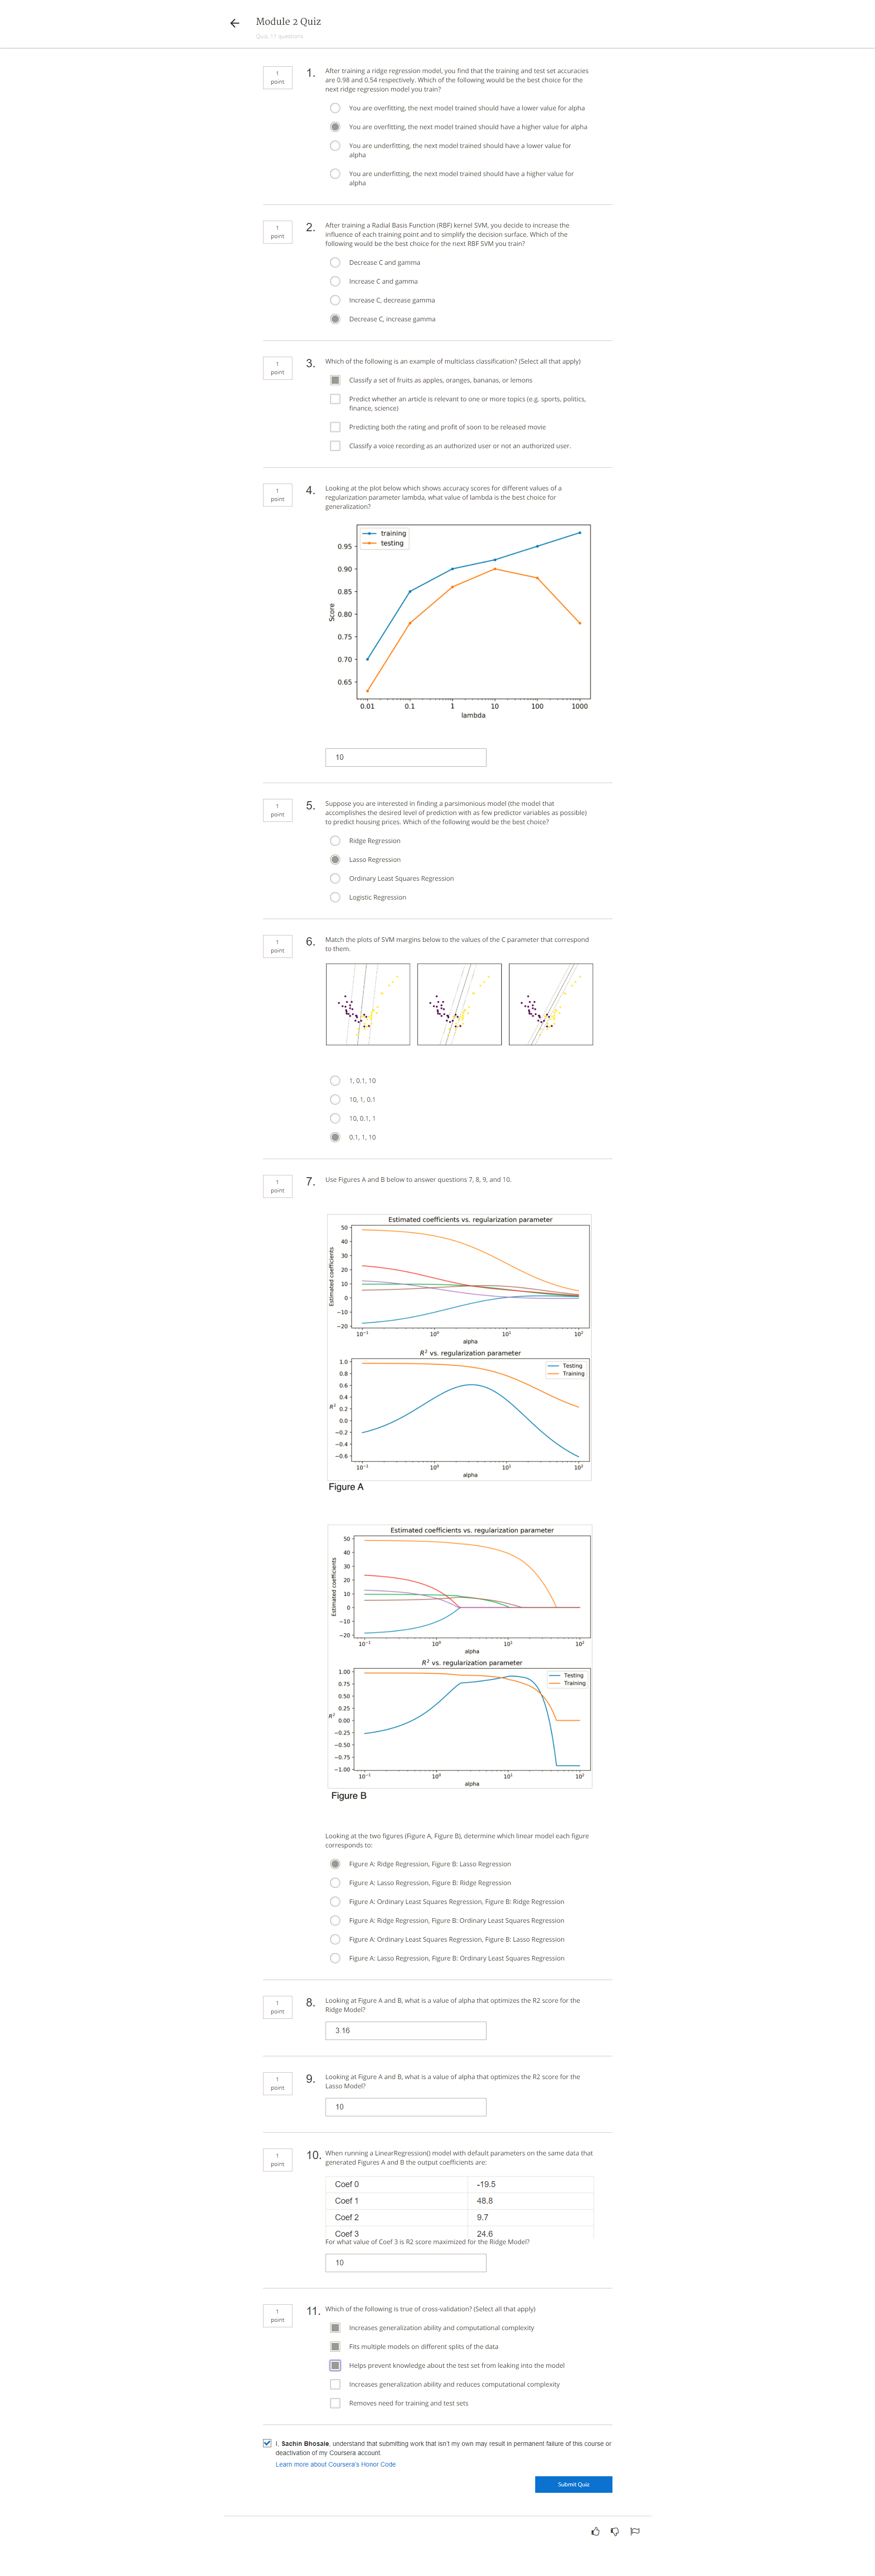 Module 2 Quiz
Quiz, 11 questions
1
point
1.
After training a ridge regression model, you find that the training and test set accuracies
are 0.98 and 0.54 respectively. Which of the following would be the best choice for the
next ridge regression model you train?
You are overfitting, the next model trained should have a lower value for alpha
You are overfitting, the next model trained should have a higher value for alpha
You are underfitting, the next model trained should have a lower value for
alpha
You are underfitting, the next model trained should have a higher value for
alpha
1
point
2.
After training a Radial Basis Function (RBF) kernel SVM, you decide to increase the
influence of each training point and to simplify the decision surface. Which of the
following would be the best choice for the next RBF SVM you train?
Decrease C and gamma
Increase C and gamma
Increase C, decrease gamma
Decrease C, increase gamma
1
point
3.
Which of the following is an example of multiclass classification? (Select all that apply)
Classify a set of fruits as apples, oranges, bananas, or lemons
Predict whether an article is relevant to one or more topics (e.g. sports, politics,
finance, science)
Predicting both the rating and profit of soon to be released movie
Classify a voice recording as an authorized user or not an authorized user.
1
point
4.
Looking at the plot below which shows accuracy scores for different values of a
regularization parameter lambda, what value of lambda is the best choice for
generalization?
training
testing
0.95
0.90
0.85
0.80
0.75
0.70
0.65
Score
0.01 0.1 1 10 100 1000
lambda
10
1
point
5.
Suppose you are interested in finding a parsimonious model (the model that
accomplishes the desired level of prediction with as few predictor variables as possible)
to predict housing prices. Which of the following would be the best choice?
Ridge Regression
Lasso Regression
Ordinary Least Squares Regression
Logistic Regression
1
point
6.
Match the plots of SVM margins below to the values of the C parameter that correspond
to them.
1, 0.1, 10
10, 1, 0.1
10, 0.1, 1
0.1, 1, 10
1
point
7.
Use Figures A and B below to answer questions 7, 8, 9, and 10.
Estimated coefficients vs. regularization parameter
50
40
30
20
10
0
−10
−20
Estimated coefficients
10⁻¹ 10⁰ 10¹ 10²
alpha
R² vs. regularization parameter
Testing
Training
1.0
0.8
0.6
0.4
0.2
0.0
−0.2
−0.4
−0.6
R²
10⁻¹ 10⁰ 10¹ 10²
alpha
Figure A
Estimated coefficients vs. regularization parameter
50
40
30
20
10
0
−10
−20
Estimated coefficients
10⁻¹ 10⁰ 10¹ 10²
alpha
R² vs. regularization parameter
Testing
Training
1.00
0.75
0.50
0.25
0.00
−0.25
−0.50
−0.75
−1.00
R²
10⁻¹ 10⁰ 10¹ 10²
alpha
Figure B
Looking at the two figures (Figure A, Figure B), determine which linear model each figure
corresponds to:
Figure A: Ridge Regression, Figure B: Lasso Regression
Figure A: Lasso Regression, Figure B: Ridge Regression
Figure A: Ordinary Least Squares Regression, Figure B: Ridge Regression
Figure A: Ridge Regression, Figure B: Ordinary Least Squares Regression
Figure A: Ordinary Least Squares Regression, Figure B: Lasso Regression
Figure A: Lasso Regression, Figure B: Ordinary Least Squares Regression
1
point
8.
Looking at Figure A and B, what is a value of alpha that optimizes the R2 score for the
Ridge Model?
3.16
1
point
9.
Looking at Figure A and B, what is a value of alpha that optimizes the R2 score for the
Lasso Model?
10
1
point
10.
When running a LinearRegression() model with default parameters on the same data that
generated Figures A and B the output coefficients are:
Coef 0 -19.5
Coef 1 48.8
Coef 2 9.7
Coef 3 24.6
For what value of Coef 3 is R2 score maximized for the Ridge Model?
10
1
point
11.
Which of the following is true of cross-validation? (Select all that apply)
Increases generalization ability and computational complexity
Fits multiple models on different splits of the data
Helps prevent knowledge about the test set from leaking into the model
Increases generalization ability and reduces computational complexity
Removes need for training and test sets
I, Sachin Bhosale, understand that submitting work that isn't my own may result in permanent failure of this course or
deactivation of my Coursera account.
Learn more about Coursera's Honor Code
Submit Quiz